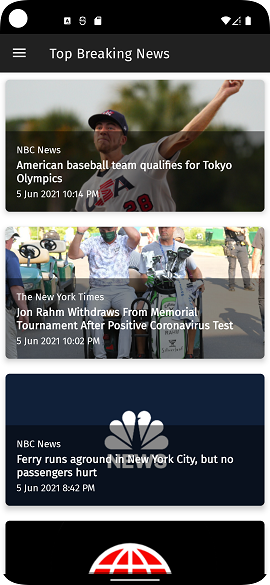 Top Breaking News
NBC News
American baseball team qualifies for Tokyo
Olympics
5 Jun 2021 10:14 PM
The New York Times
Jon Rahm Withdraws From Memorial
Tournament After Positive Coronavirus Test
5 Jun 2021 10:02 PM
NBC News
Ferry runs aground in New York City, but no
passengers hurt
NEWS
5 Jun 2021 8:42 PM